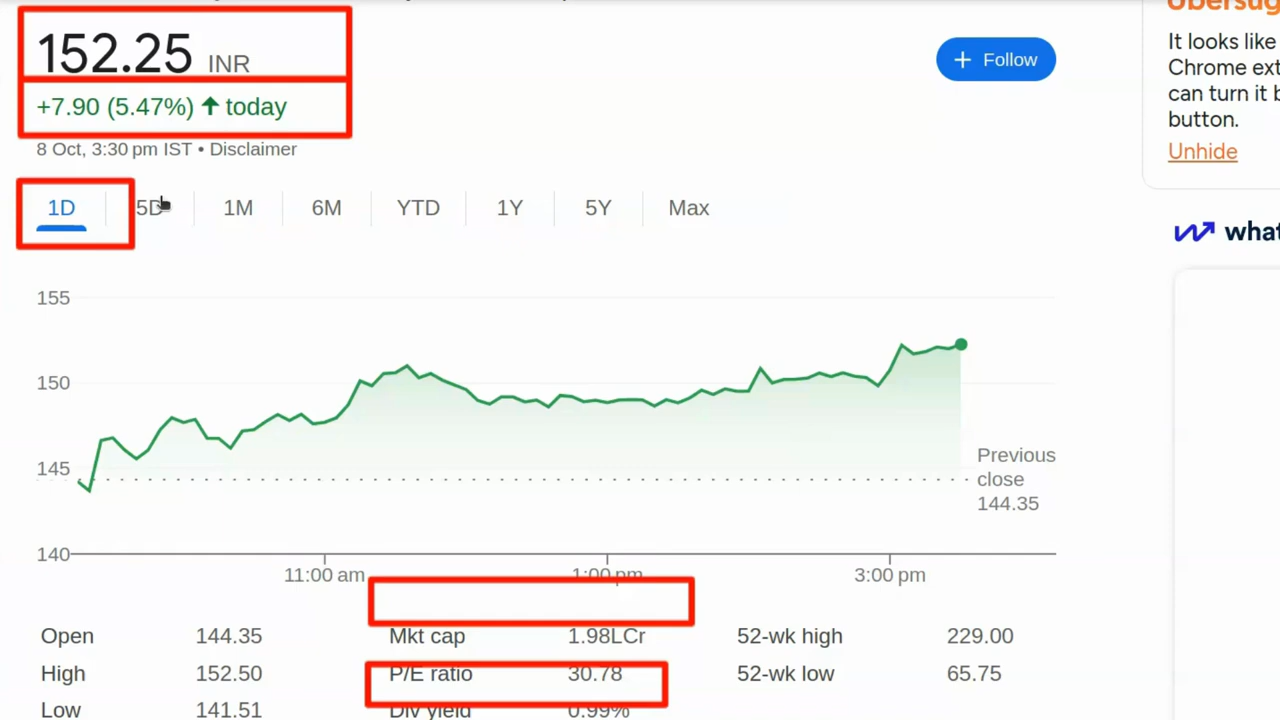 152.25 INR
+7.90 (5.47%) ↑ today
8 Oct, 3:30 pm IST • Disclaimer
+ Follow
1D 5D 1M 6M YTD 1Y 5Y Max
155
150
145
140
Previous
close
144.35
11:00 am 1:00 pm 3:00 pm
Open 144.35 Mkt cap 1.98LCr 52-wk high 229.00
High 152.50 P/E ratio 30.78 52-wk low 65.75
Low 141.51 Div yield 0.99%
It looks like
Chrome ext
can turn it b
button.
Unhide